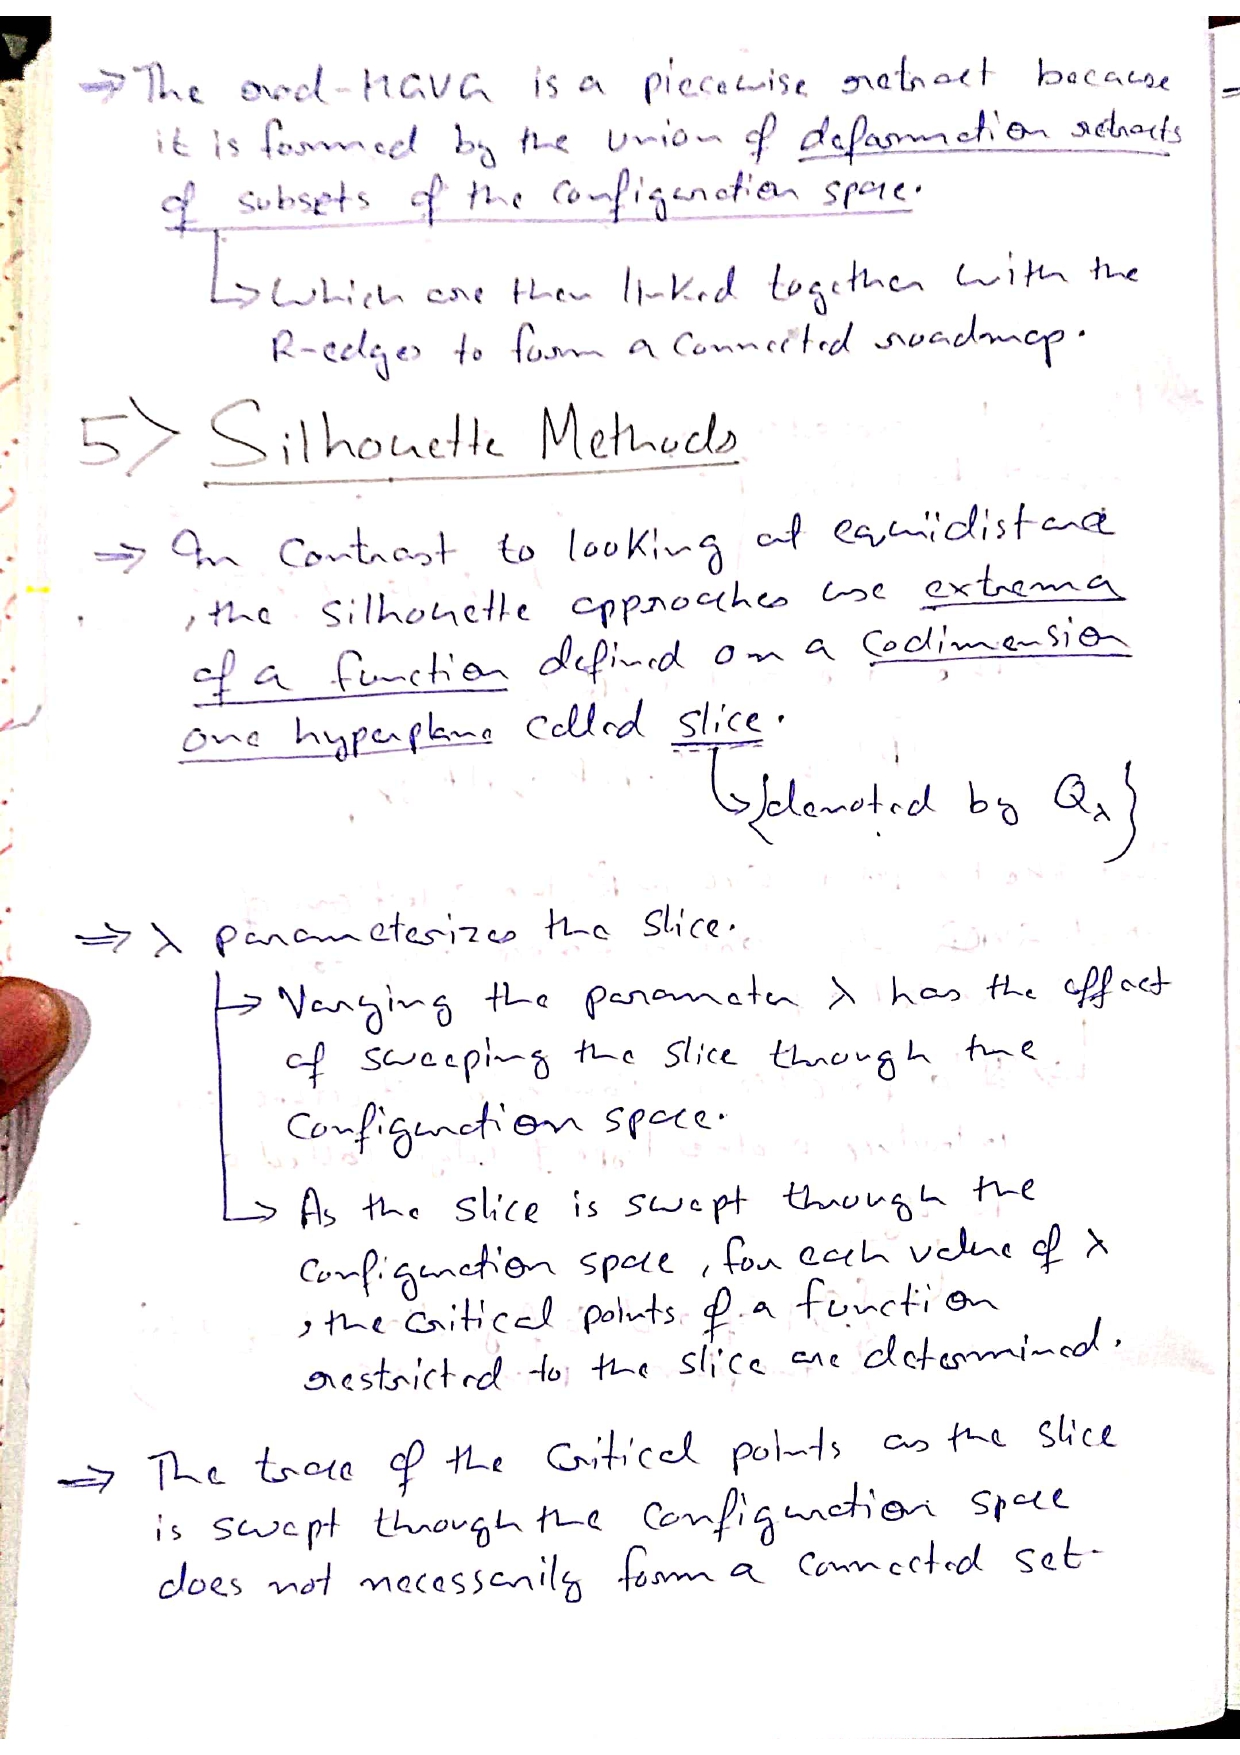 ⇒ The rod-HGVG is a piecewise retract because
it is formed by the union of deformation retracts
of subsets of the configuration space.
↳ Which are then linked together with the
R-edges to form a connected roadmap.
5> Silhouette Methods
⇒ In contrast to looking at equidistance
, the silhouette approaches use extrema
of a function defined on a codimension
one hyperplane called slice.
↳ {denoted by Qλ}
⇒ λ parameterizes the slice.
↳ Varying the parameter λ has the effect
of sweeping the slice through the
configuration space.
↳ As the slice is swept through the
configuration space, for each value of λ
, the critical points of a function
restricted to the slice are determined.
⇒ The trace of the critical points as the slice
is swept through the configuration space
does not necessarily form a connected set.